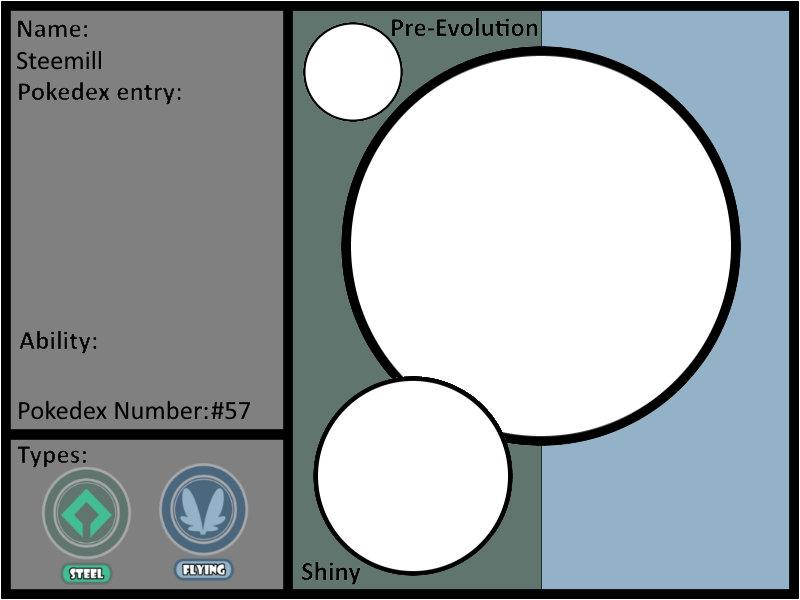 Name:
Steemill
Pokedex entry:
Ability:
Pokedex Number:#57
Types:
STEEL
FLYING
Pre-Evolution
Shiny